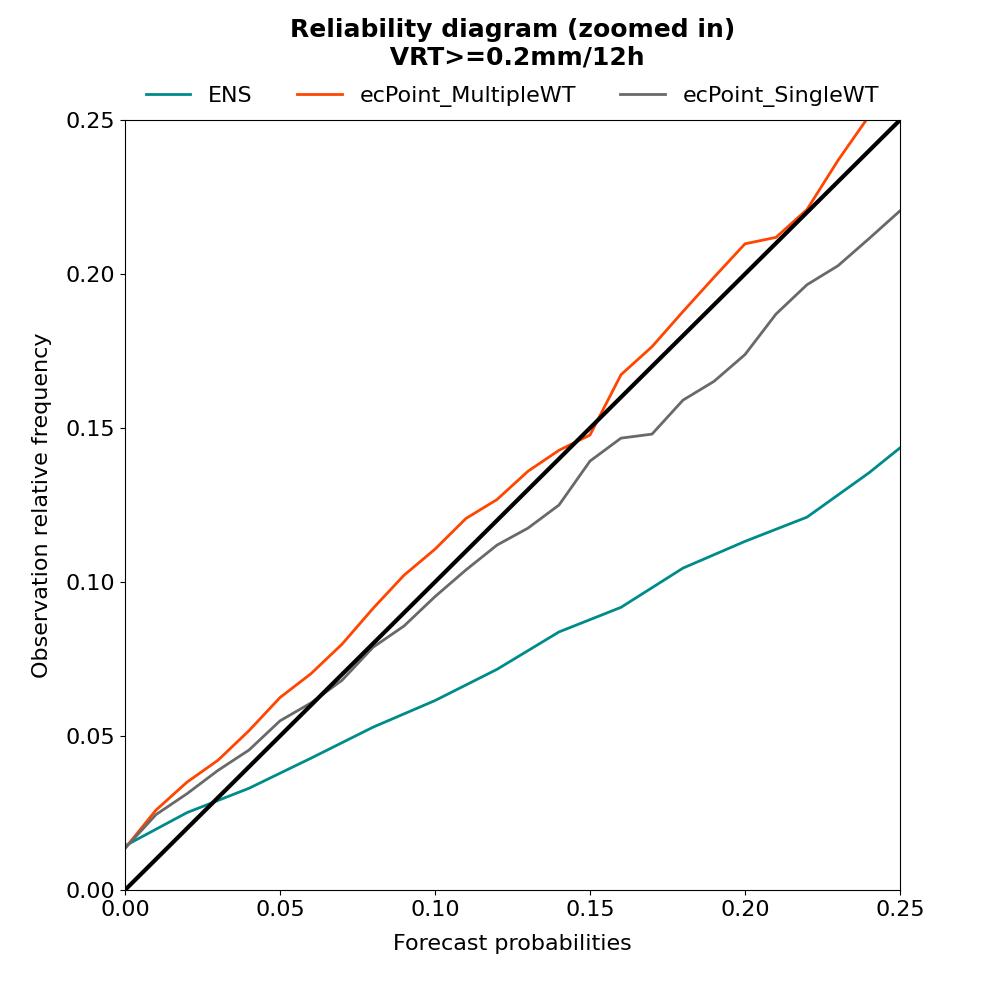 Reliability diagram (zoomed in)
VRT>=0.2mm/12h
ENS ecPoint_MultipleWT ecPoint_SingleWT
0.25
0.20
0.15
0.10
0.05
0.00
Observation relative frequency
0.00 0.05 0.10 0.15 0.20 0.25
Forecast probabilities